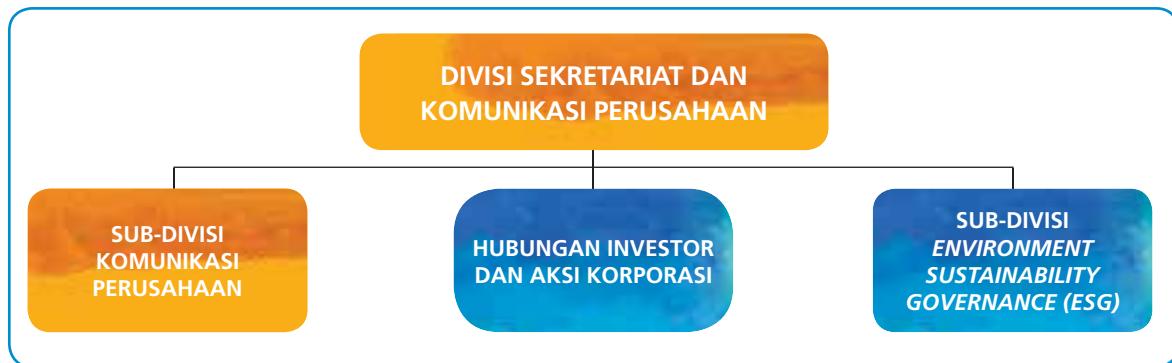 DIVISI SEKRETARIAT DAN
KOMUNIKASI PERUSAHAAN
SUB-DIVISI
KOMUNIKASI
PERUSAHAAN
HUBUNGAN INVESTOR
DAN AKSI KORPORASI
SUB-DIVISI
ENVIRONMENT
SUSTAINABILITY
GOVERNANCE (ESG)